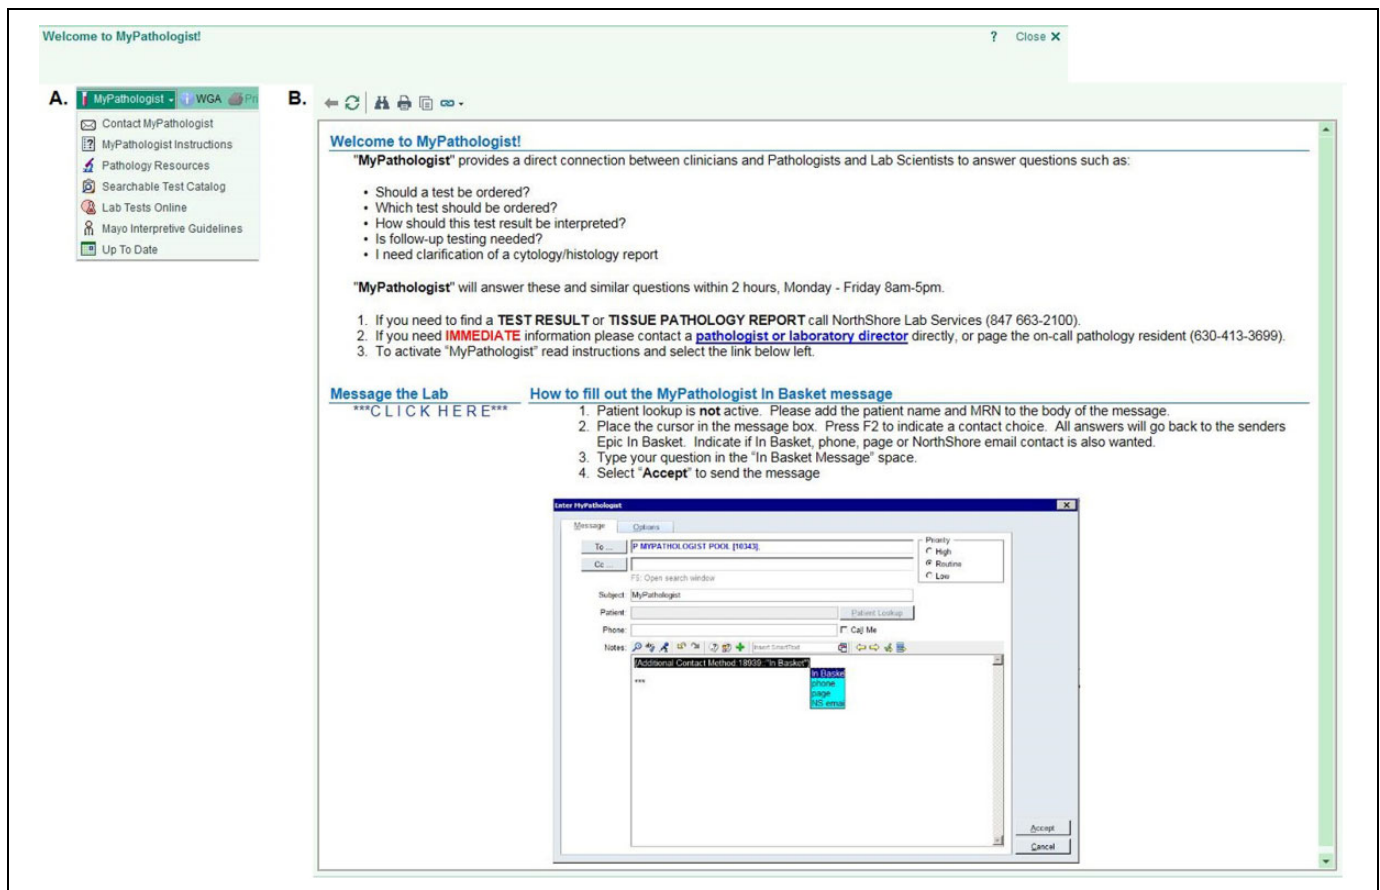 Welcome to MyPathologist!
? Close X
A.
MyPathologist WGA Pri
Contact MyPathologist
MyPathologist Instructions
Pathology Resources
Searchable Test Catalog
Lab Tests Online
Mayo Interpretive Guidelines
Up To Date
B.
Welcome to MyPathologist!
"MyPathologist" provides a direct connection between clinicians and Pathologists and Lab Scientists to answer questions such as:
• Should a test be ordered?
• Which test should be ordered?
• How should this test result be interpreted?
• Is follow-up testing needed?
• I need clarification of a cytology/histology report
"MyPathologist" will answer these and similar questions within 2 hours, Monday - Friday 8am-5pm.
1. If you need to find a TEST RESULT or TISSUE PATHOLOGY REPORT call NorthShore Lab Services (847 663-2100).
2. If you need IMMEDIATE information please contact a pathologist or laboratory director directly, or page the on-call pathology resident (630-413-3699).
3. To activate "MyPathologist" read instructions and select the link below left.
Message the Lab
***C L I C K H E R E***
How to fill out the MyPathologist In Basket message
1. Patient lookup is not active. Please add the patient name and MRN to the body of the message.
2. Place the cursor in the message box. Press F2 to indicate a contact choice. All answers will go back to the senders
Epic In Basket. Indicate if In Basket, phone, page or NorthShore email contact is also wanted.
3. Type your question in the "In Basket Message" space.
4. Select "Accept" to send the message
Enter MyPathologist
Message Options
To ... P MYPATHOLOGIST POOL [10343];
Cc ...
F5: Open search window
Priority
High
Routine
Low
Subject: MyPathologist
Patient: Patient Lookup
Phone: Call Me
Notes: Insert SmartText
{Additional Contact Method 18939::"In Basket"}
***
In Baske
phone
page
NS emai
Accept
Cancel